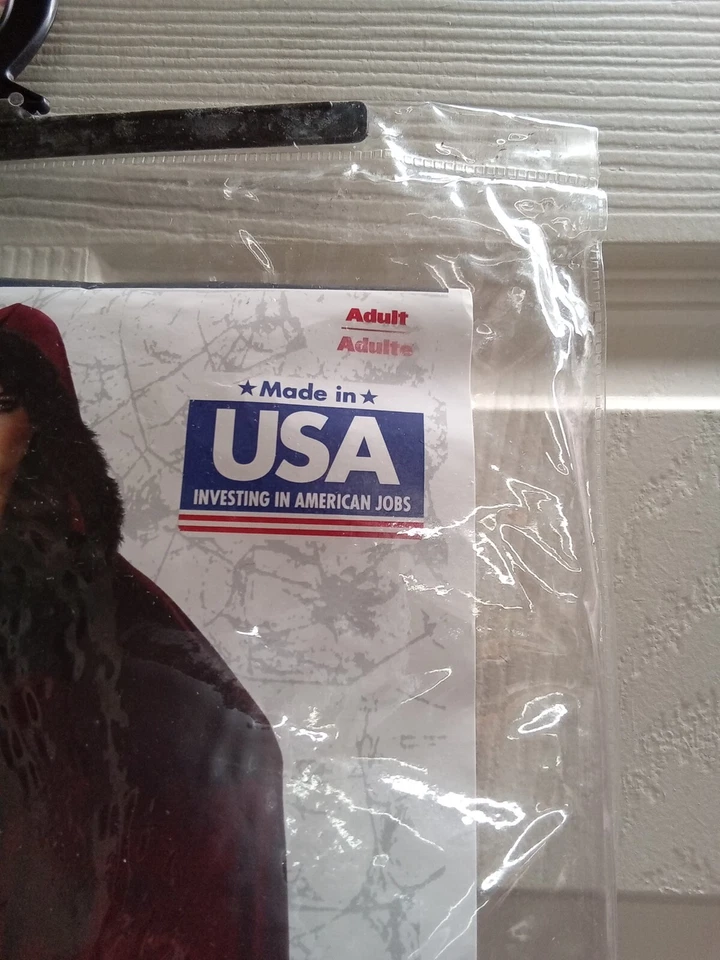 Adult
Adulte
★Made in★
USA
INVESTING IN AMERICAN JOBS